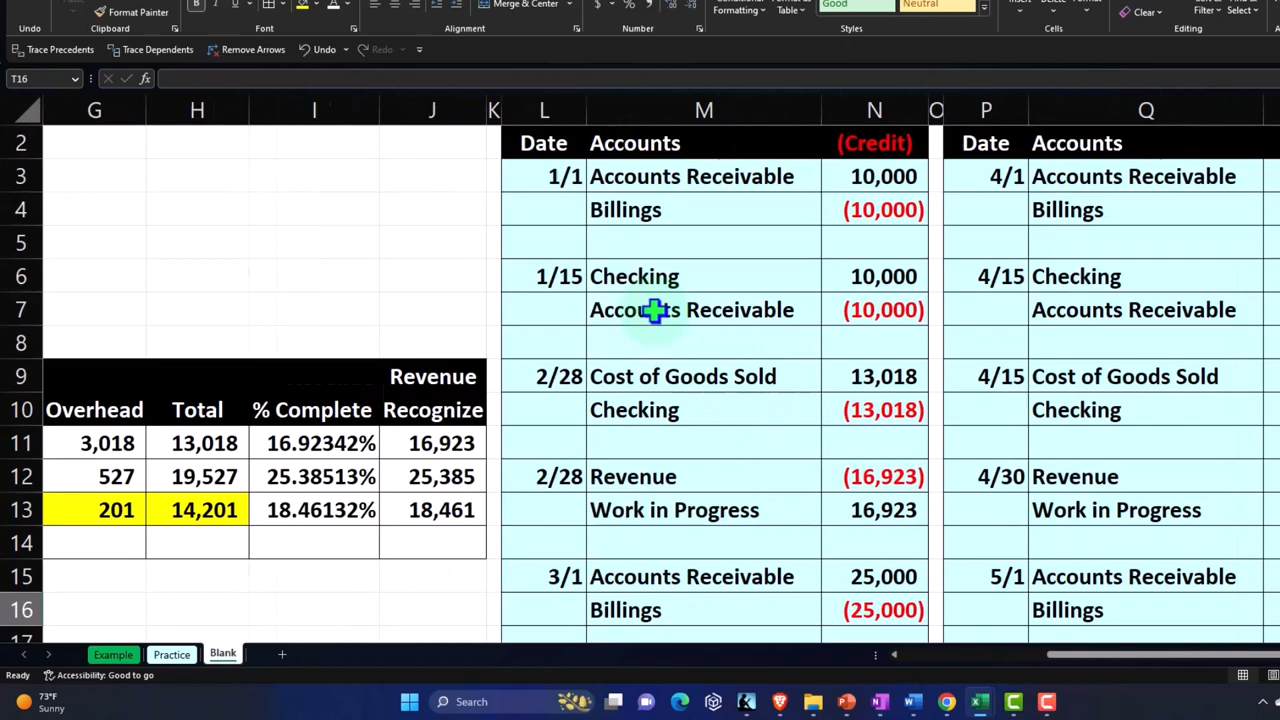 Format Painter
B I U
Merge & Center
$ %
Conditional Formatting
Format as Table
Good
Neutral
Insert
Delete
Format
Clear
Sort & Filter
Find & Select
Undo
Clipboard
Font
Alignment
Number
Styles
Cells
Editing
Trace Precedents
Trace Dependents
Remove Arrows
Undo
Redo
T16
fx
G H I J K L M N O P Q
2 Date Accounts (Credit) Date Accounts
3 1/1 Accounts Receivable 10,000 4/1 Accounts Receivable
4 Billings (10,000) Billings
5
6 1/15 Checking 10,000 4/15 Checking
7 Accounts Receivable (10,000) Accounts Receivable
8
9 Revenue 2/28 Cost of Goods Sold 13,018 4/15 Cost of Goods Sold
10 Overhead Total % Complete Recognize Checking (13,018) Checking
11 3,018 13,018 16.92342% 16,923
12 527 19,527 25.38513% 25,385 2/28 Revenue (16,923) 4/30 Revenue
13 201 14,201 18.46132% 18,461 Work in Progress 16,923 Work in Progress
14
15 3/1 Accounts Receivable 25,000 5/1 Accounts Receivable
16 Billings (25,000) Billings
17
Example
Practice
Blank
Ready
Accessibility: Good to go
73°F
Sunny
Search